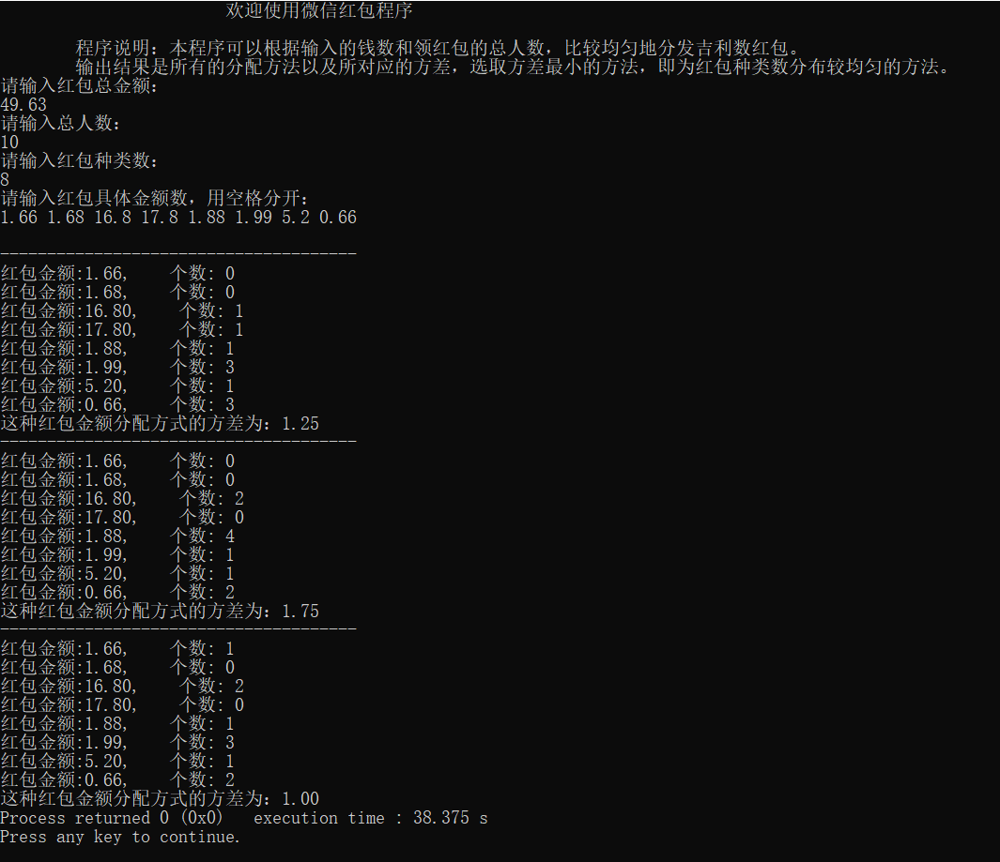 欢迎使用微信红包程序
程序说明：本程序可以根据输入的钱数和领红包的总人数，比较均匀地分发吉利数红包。
输出结果是所有的分配方法以及所对应的方差，选取方差最小的方法，即为红包种类数分布较均匀的方法。
请输入红包总金额：
49.63
请输入总人数：
10
请输入红包种类数：
8
请输入红包具体金额数，用空格分开：
1.66 1.68 16.8 17.8 1.88 1.99 5.2 0.66
--------------------------------------
红包金额:1.66,    个数: 0
红包金额:1.68,    个数: 0
红包金额:16.80,    个数: 1
红包金额:17.80,    个数: 1
红包金额:1.88,    个数: 1
红包金额:1.99,    个数: 3
红包金额:5.20,    个数: 1
红包金额:0.66,    个数: 3
这种红包金额分配方式的方差为：1.25
--------------------------------------
红包金额:1.66,    个数: 0
红包金额:1.68,    个数: 0
红包金额:16.80,    个数: 2
红包金额:17.80,    个数: 0
红包金额:1.88,    个数: 4
红包金额:1.99,    个数: 1
红包金额:5.20,    个数: 1
红包金额:0.66,    个数: 2
这种红包金额分配方式的方差为：1.75
--------------------------------------
红包金额:1.66,    个数: 1
红包金额:1.68,    个数: 0
红包金额:16.80,    个数: 2
红包金额:17.80,    个数: 0
红包金额:1.88,    个数: 1
红包金额:1.99,    个数: 3
红包金额:5.20,    个数: 1
红包金额:0.66,    个数: 2
这种红包金额分配方式的方差为：1.00
Process returned 0 (0x0)   execution time : 38.375 s
Press any key to continue.